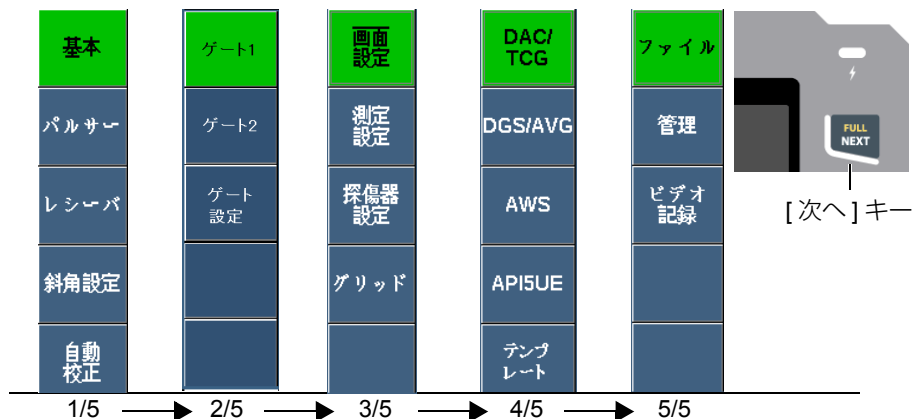 基本
パルサー
レシーバ
斜角設定
自動
校正
1/5
ゲート1
ゲート2
ゲート
設定
2/5
画面
設定
測定
設定
探傷器
設定
グリッド
3/5
DAC/
TCG
DGS/AVG
AWS
API5UE
テンプ
レート
4/5
ファイル
管理
ビデオ
記録
5/5
FULL
NEXT
[次へ]キー